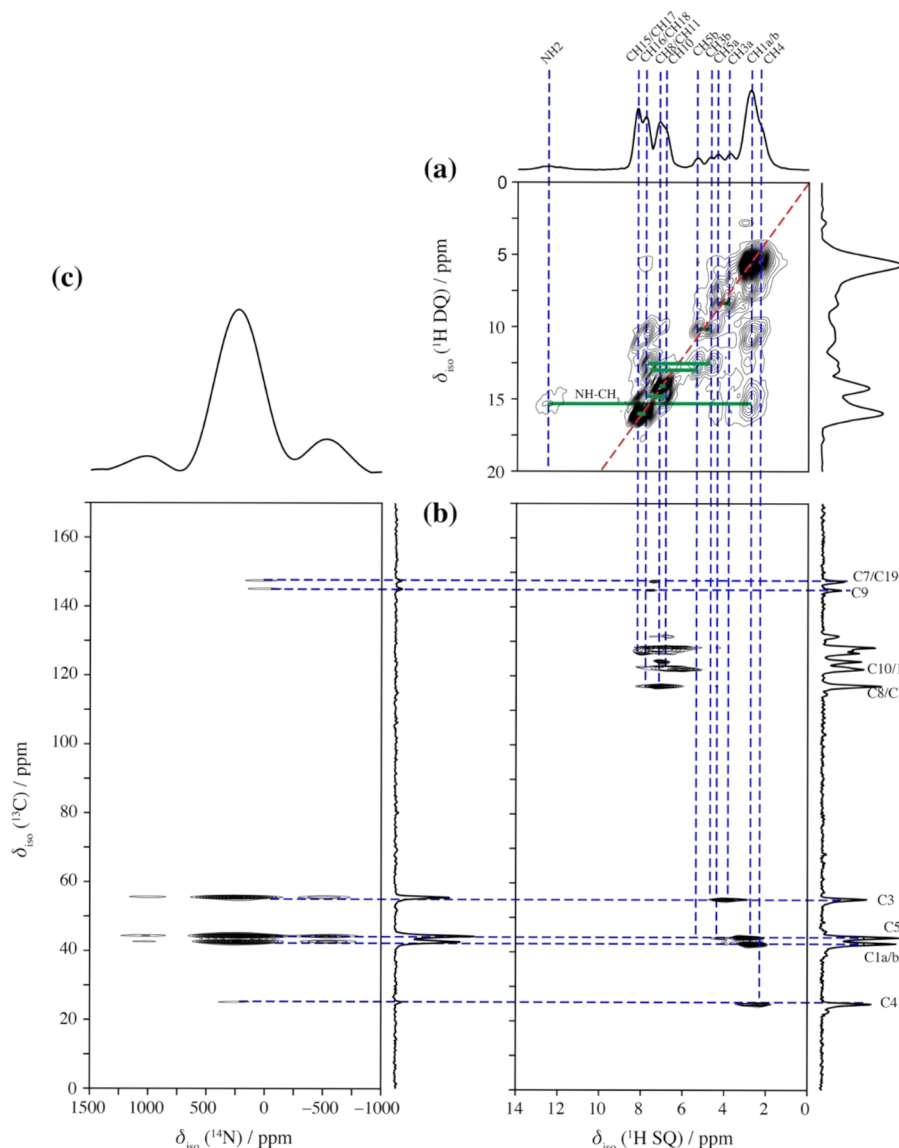 NH2
CH15/CH17
CH16/CH18
CH8/CH11
CH10
CH5b
CH3b
CH5a
CH3a
CH1a/b
CH4
(a)
0
5
10
15
20
δiso (¹H DQ) / ppm
NH-CH
(c)
(b)
160
140
120
100
80
60
40
20
0
δiso (¹³C) / ppm
1500 1000 500 0 −500 −1000
δiso (¹⁴N) / ppm
C7/C19
C9
C10/1
C8/C
C3
C5
C1a/b
C4
14 12 10 8 6 4 2 0
δiso (¹H SQ) / ppm